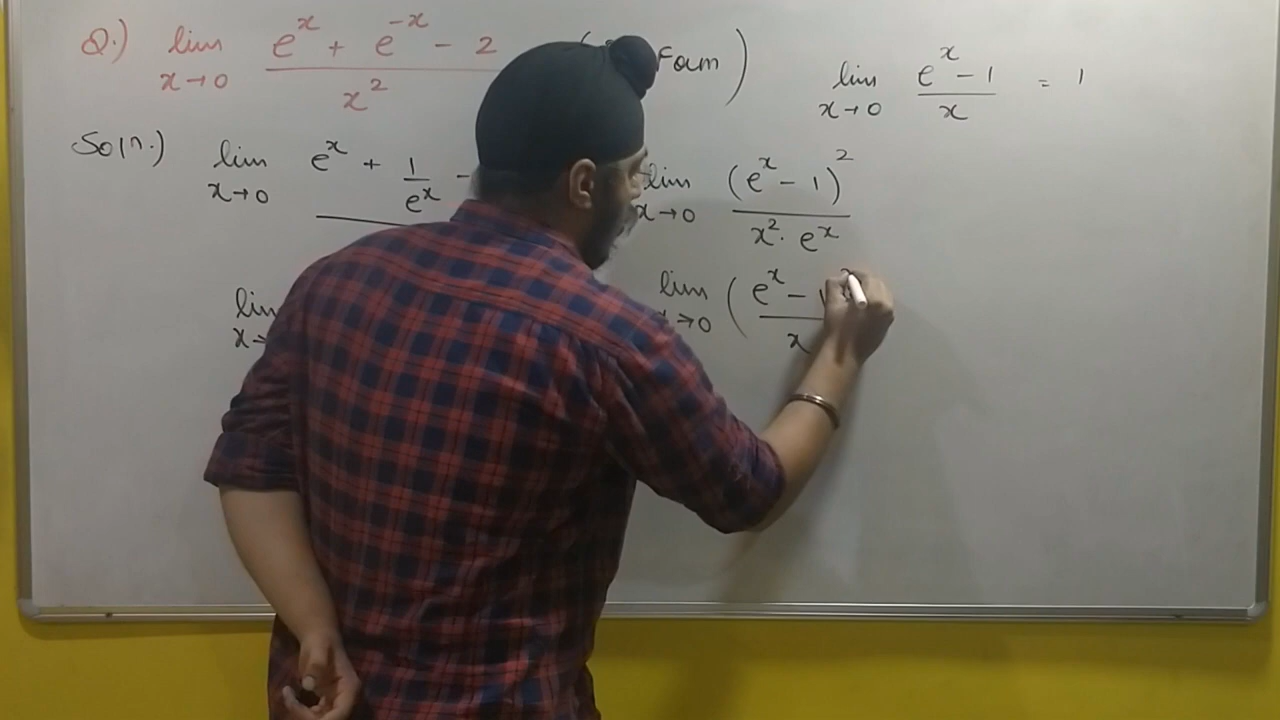 Q.) lim x→0 (e^x + e^-x - 2) / x^2 ( Form )
lim x→0 (e^x - 1) / x = 1
Soln.) lim x→0 e^x + 1/e^x -
lim x→
lim x→0 (e^x - 1)^2 / x^2 · e^x
lim x→0 ( (e^x - 1 / x